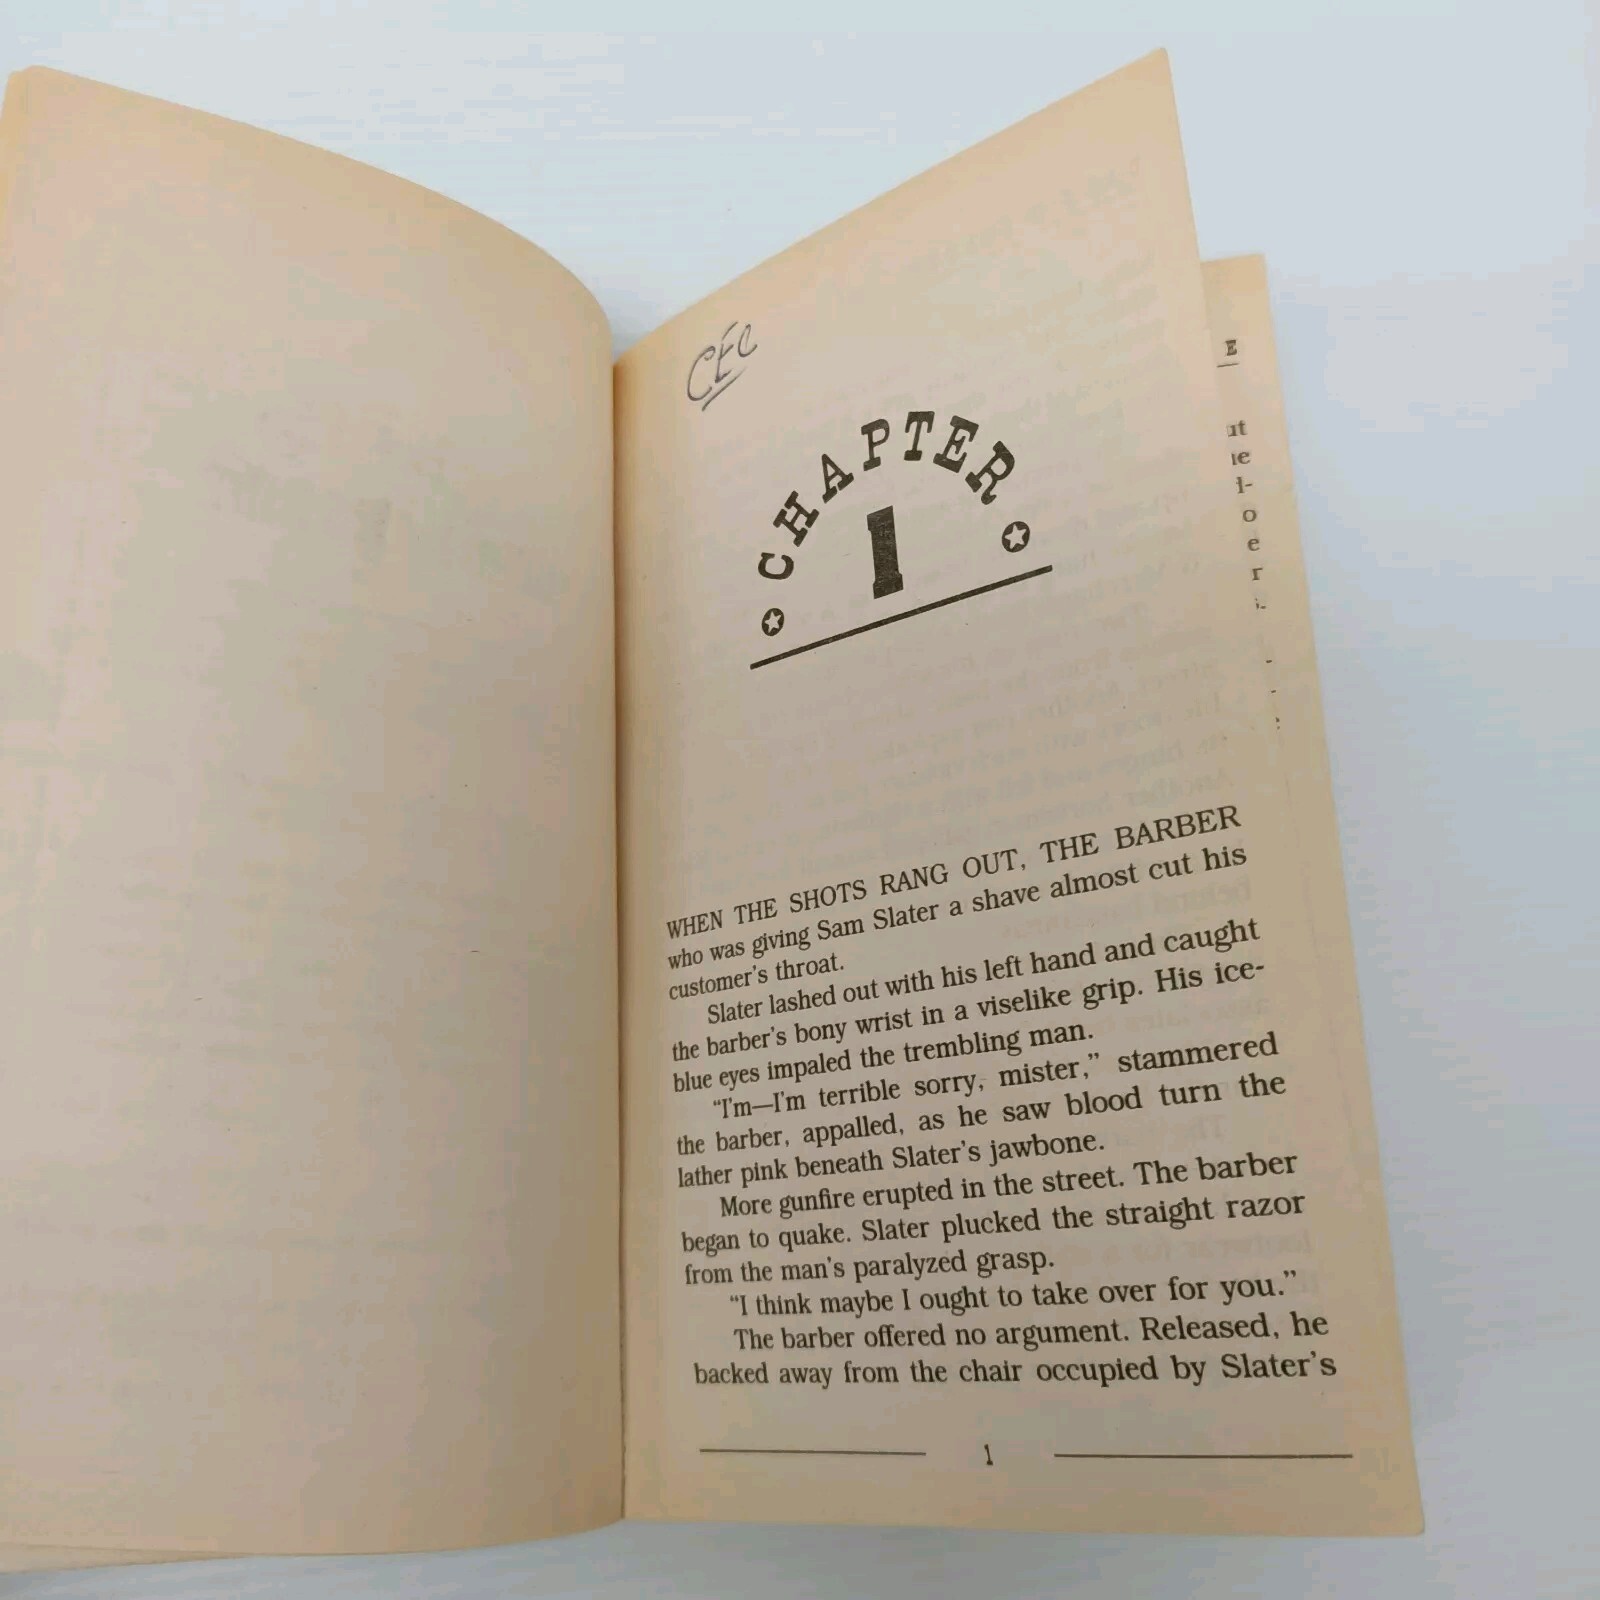 CEC
CHAPTER
1
WHEN THE SHOTS RANG OUT, THE BARBER
who was giving Sam Slater a shave almost cut his
customer's throat.
Slater lashed out with his left hand and caught
the barber's bony wrist in a viselike grip. His ice-
blue eyes impaled the trembling man.
“I'm—I'm terrible sorry, mister,” stammered
the barber, appalled, as he saw blood turn the
lather pink beneath Slater's jawbone.
More gunfire erupted in the street. The barber
began to quake. Slater plucked the straight razor
from the man's paralyzed grasp.
“I think maybe I ought to take over for you.”
The barber offered no argument. Released, he
backed away from the chair occupied by Slater's
1
E